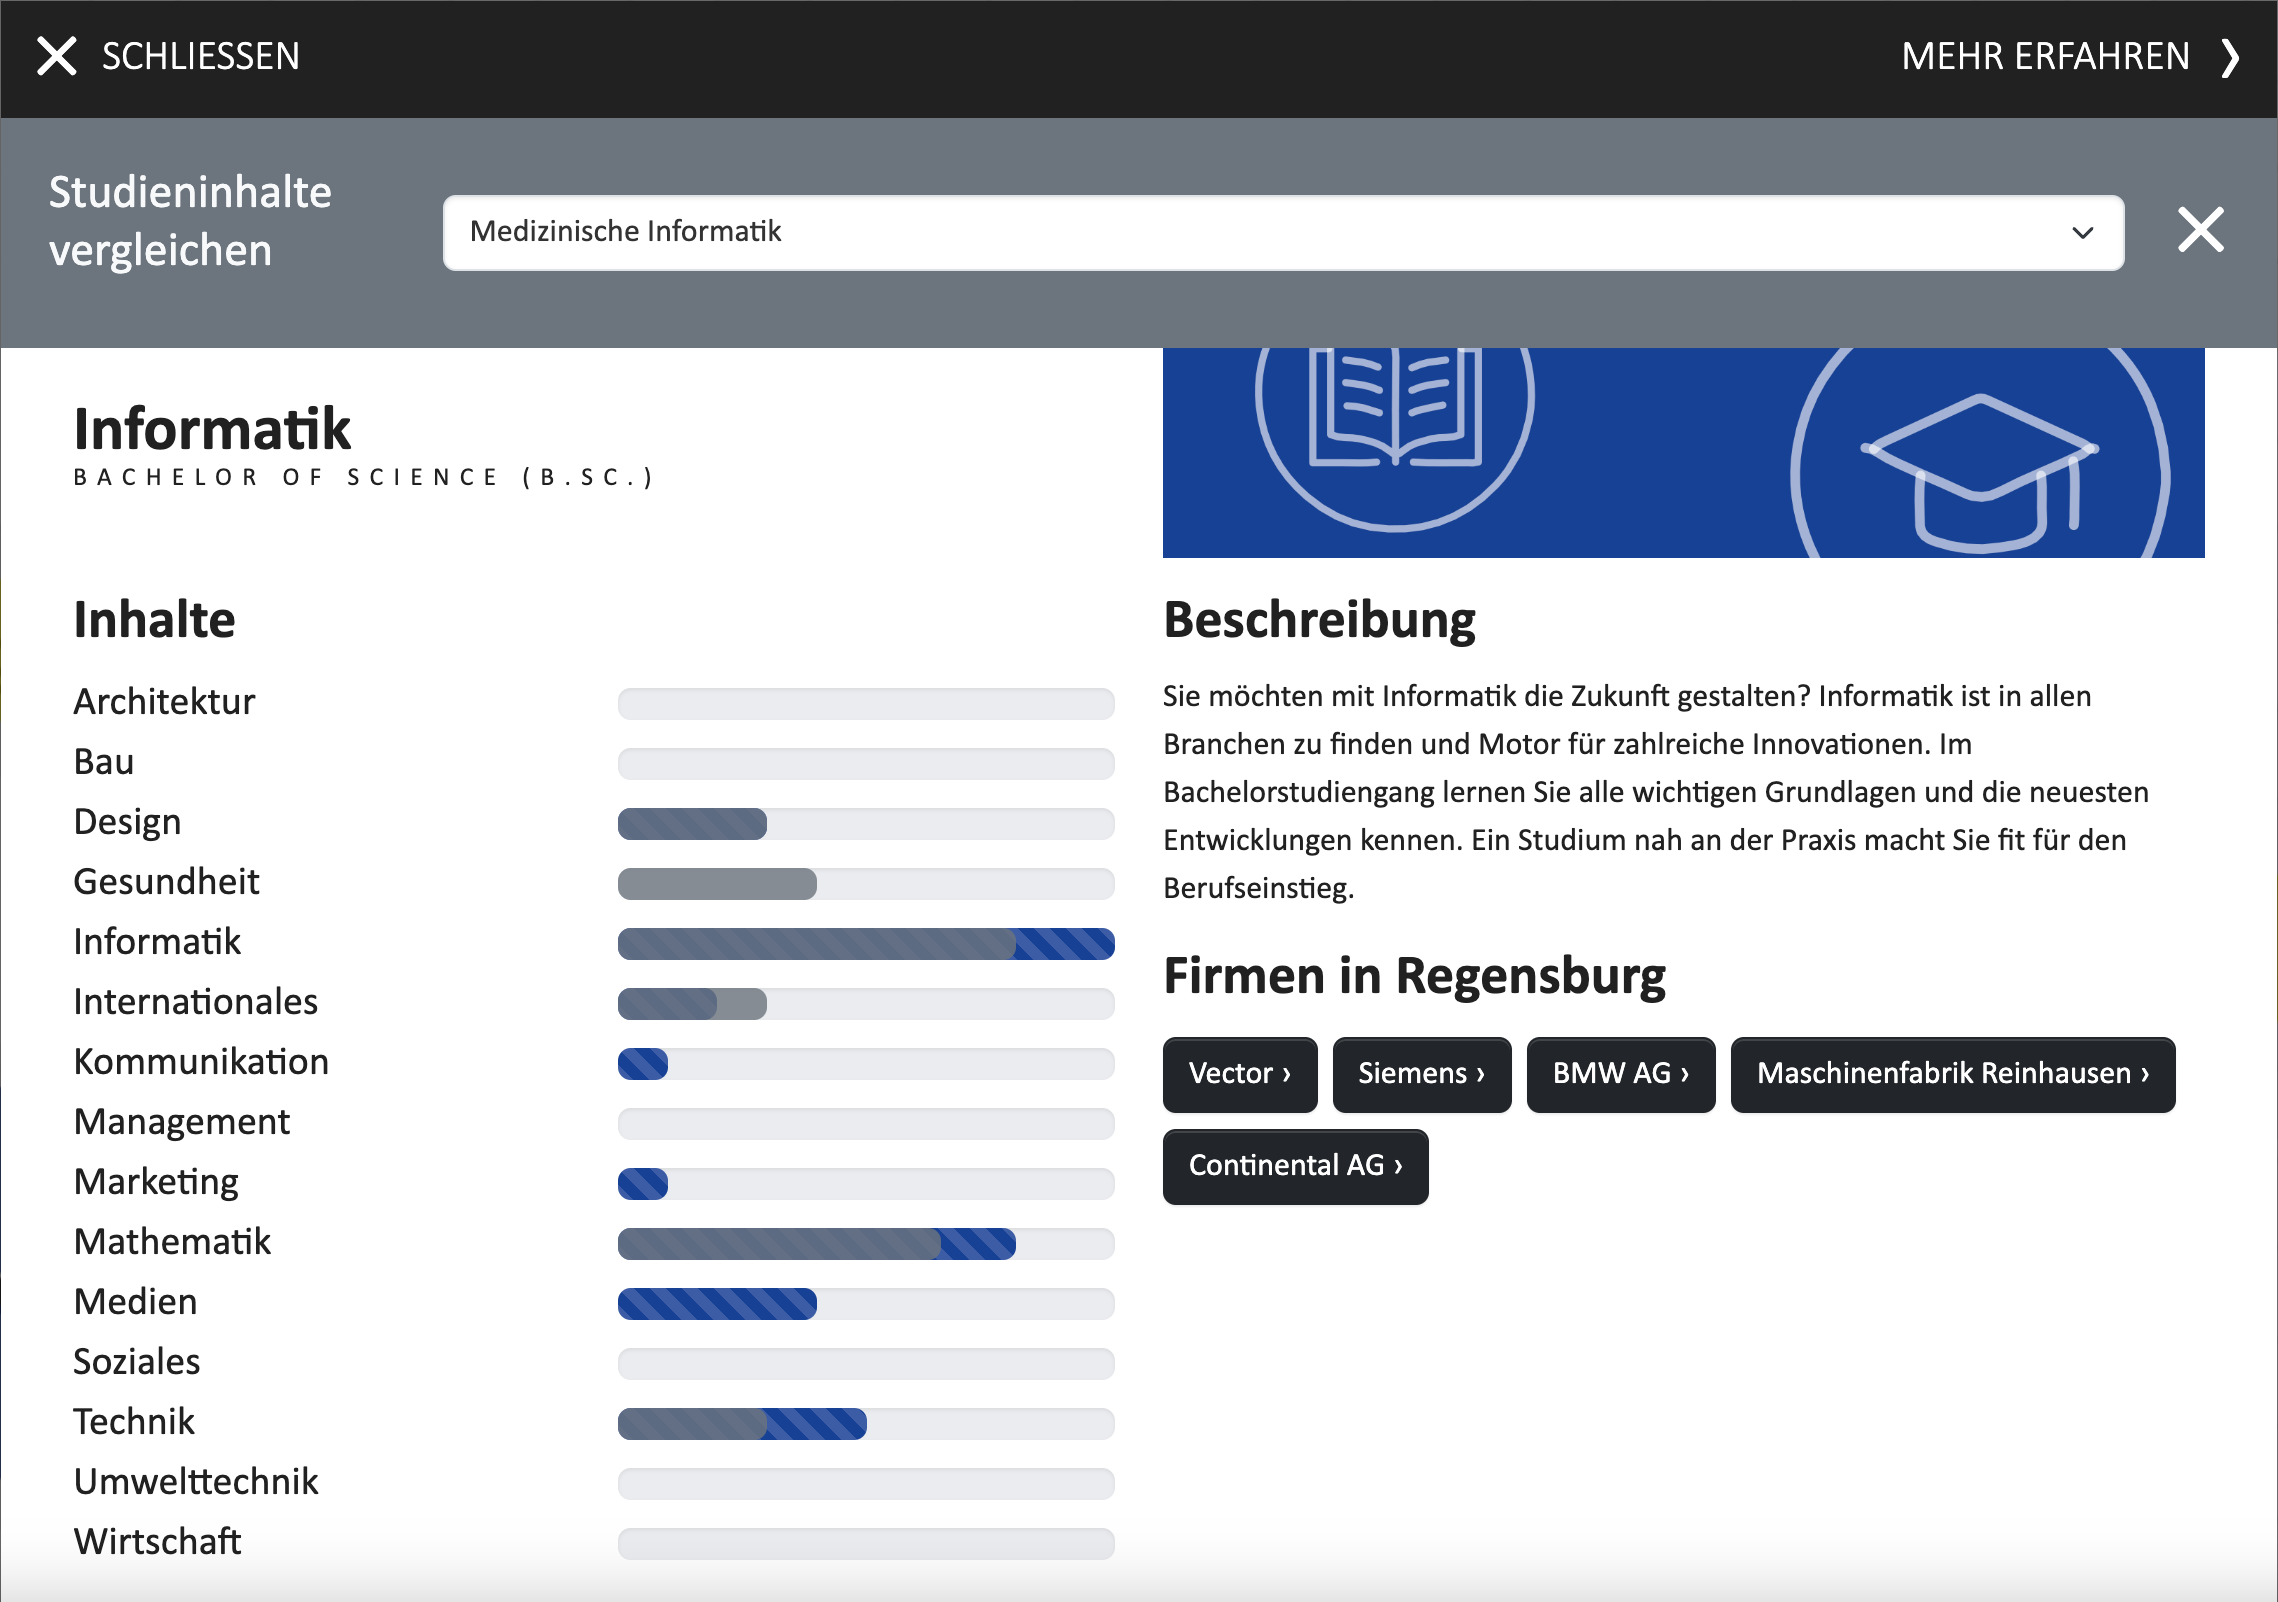 SCHLIESSEN
MEHR ERFAHREN ❯
Studieninhalte
vergleichen
Medizinische Informatik
Informatik
BACHELOR OF SCIENCE (B.SC.)
Inhalte
Architektur
Bau
Design
Gesundheit
Informatik
Internationales
Kommunikation
Management
Marketing
Mathematik
Medien
Soziales
Technik
Umwelttechnik
Wirtschaft
Beschreibung
Sie möchten mit Informatik die Zukunft gestalten? Informatik ist in allen
Branchen zu finden und Motor für zahlreiche Innovationen. Im
Bachelorstudiengang lernen Sie alle wichtigen Grundlagen und die neuesten
Entwicklungen kennen. Ein Studium nah an der Praxis macht Sie fit für den
Berufseinstieg.
Firmen in Regensburg
Vector ›
Siemens ›
BMW AG ›
Maschinenfabrik Reinhausen ›
Continental AG ›